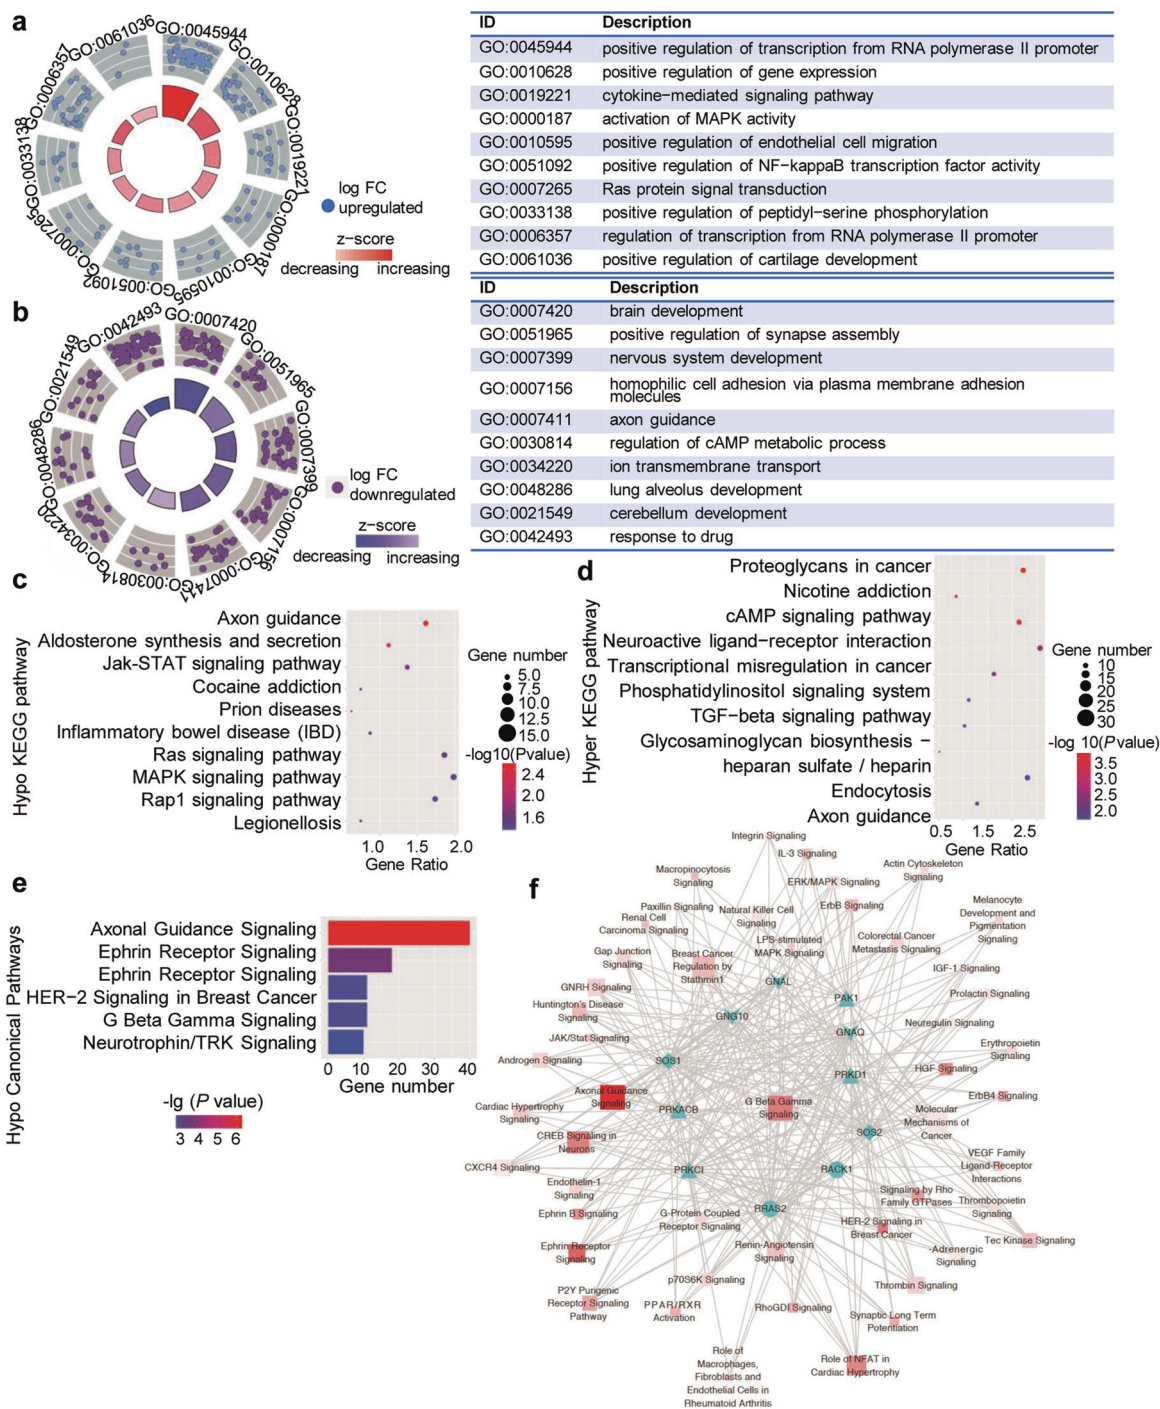 a
GO:0045944
GO:0010628
GO:0019221
GO:0000187
GO:0010595
GO:0051092
GO:0007265
GO:0033138
GO:0006357
GO:0061036
log FC
upregulated
z−score
decreasing increasing
ID Description
GO:0045944 positive regulation of transcription from RNA polymerase II promoter
GO:0010628 positive regulation of gene expression
GO:0019221 cytokine−mediated signaling pathway
GO:0000187 activation of MAPK activity
GO:0010595 positive regulation of endothelial cell migration
GO:0051092 positive regulation of NF−kappaB transcription factor activity
GO:0007265 Ras protein signal transduction
GO:0033138 positive regulation of peptidyl−serine phosphorylation
GO:0006357 regulation of transcription from RNA polymerase II promoter
GO:0061036 positive regulation of cartilage development
b
GO:0007420
GO:0051965
GO:0007399
GO:0007156
GO:0007411
GO:0030814
GO:0034220
GO:0048286
GO:0021549
GO:0042493
log FC
downregulated
z−score
decreasing increasing
ID Description
GO:0007420 brain development
GO:0051965 positive regulation of synapse assembly
GO:0007399 nervous system development
GO:0007156 homophilic cell adhesion via plasma membrane adhesion
molecules
GO:0007411 axon guidance
GO:0030814 regulation of cAMP metabolic process
GO:0034220 ion transmembrane transport
GO:0048286 lung alveolus development
GO:0021549 cerebellum development
GO:0042493 response to drug
c
Hypo KEGG pathway
Axon guidance
Aldosterone synthesis and secretion
Jak-STAT signaling pathway
Cocaine addiction
Prion diseases
Inflammatory bowel disease (IBD)
Ras signaling pathway
MAPK signaling pathway
Rap1 signaling pathway
Legionellosis
1.0 1.5 2.0
Gene Ratio
Gene number
5.0
7.5
10.0
12.5
15.0
-log10(Pvalue)
2.4
2.0
1.6
d
Hyper KEGG pathway
Proteoglycans in cancer
Nicotine addiction
cAMP signaling pathway
Neuroactive ligand−receptor interaction
Transcriptional misregulation in cancer
Phosphatidylinositol signaling system
TGF−beta signaling pathway
Glycosaminoglycan biosynthesis −
heparan sulfate / heparin
Endocytosis
Axon guidance
0.5 1.5 2.5
Gene Ratio
Gene number
10
15
20
25
30
-log 10(P value)
3.5
3.0
2.5
2.0
e
Hypo Canonical Pathways
Axonal Guidance Signaling
Ephrin Receptor Signaling
Ephrin Receptor Signaling
HER−2 Signaling in Breast Cancer
G Beta Gamma Signaling
Neurotrophin/TRK Signaling
0 10 20 30 40
Gene number
-lg (P value)
3 4 5 6
f
Integrin Signaling
IL-3 Signaling
Macropinocytosis
Signaling
ERK/MAPK Signaling
Actin Cytoskeleton
Signaling
Paxillin Signaling
Natural Killer Cell
Signaling
ErbB Signaling
Melanocyte
Development and
Pigmentation
Signaling
Renal Cell
Carcinoma Signaling
LPS-stimulated
MAPK Signaling
Colorectal Cancer
Metastasis Signaling
Gap Junction
Signaling
Breast Cancer
Regulation by
Stathmin1
IGF-1 Signaling
GNAL
GNRH Signaling
PAK1
Prolactin Signaling
Huntington's Disease
Signaling
GNG10
GNAQ
Neuregulin Signaling
JAK/Stat Signaling
Erythropoietin
Signaling
Androgen Signaling
SOS1
HGF Signaling
PRKD1
Axonal Guidance
Signaling
G Beta Gamma
Signaling
ErbB4 Signaling
Cardiac Hypertrophy
Signaling
PRKACB
Molecular
Mechanisms of
Cancer
CREB Signaling in
Neurons
SOS2
CXCR4 Signaling
PRKCI
RACK1
VEGF Family
Ligand-Receptor
Interactions
Endothelin-1
Signaling
Signaling by Rho
Family GTPases
Thrombopoietin
Signaling
Ephrin B Signaling
G-Protein Coupled
Receptor Signaling
RRAS2
HER-2 Signaling in
Breast Cancer
Tec Kinase Signaling
Ephrin Receptor
Signaling
Renin-Angiotensin
Signaling
-Adrenergic
Signaling
p70S6K Signaling
Thrombin Signaling
P2Y Purigenic
Receptor Signaling
Pathway
PPAR/RXR
Activation
RhoGDI Signaling
Synaptic Long Term
Potentiation
Role of
Macrophages,
Fibroblasts and
Endothelial Cells in
Rheumatoid Arthritis
Role of NFAT in
Cardiac Hypertrophy